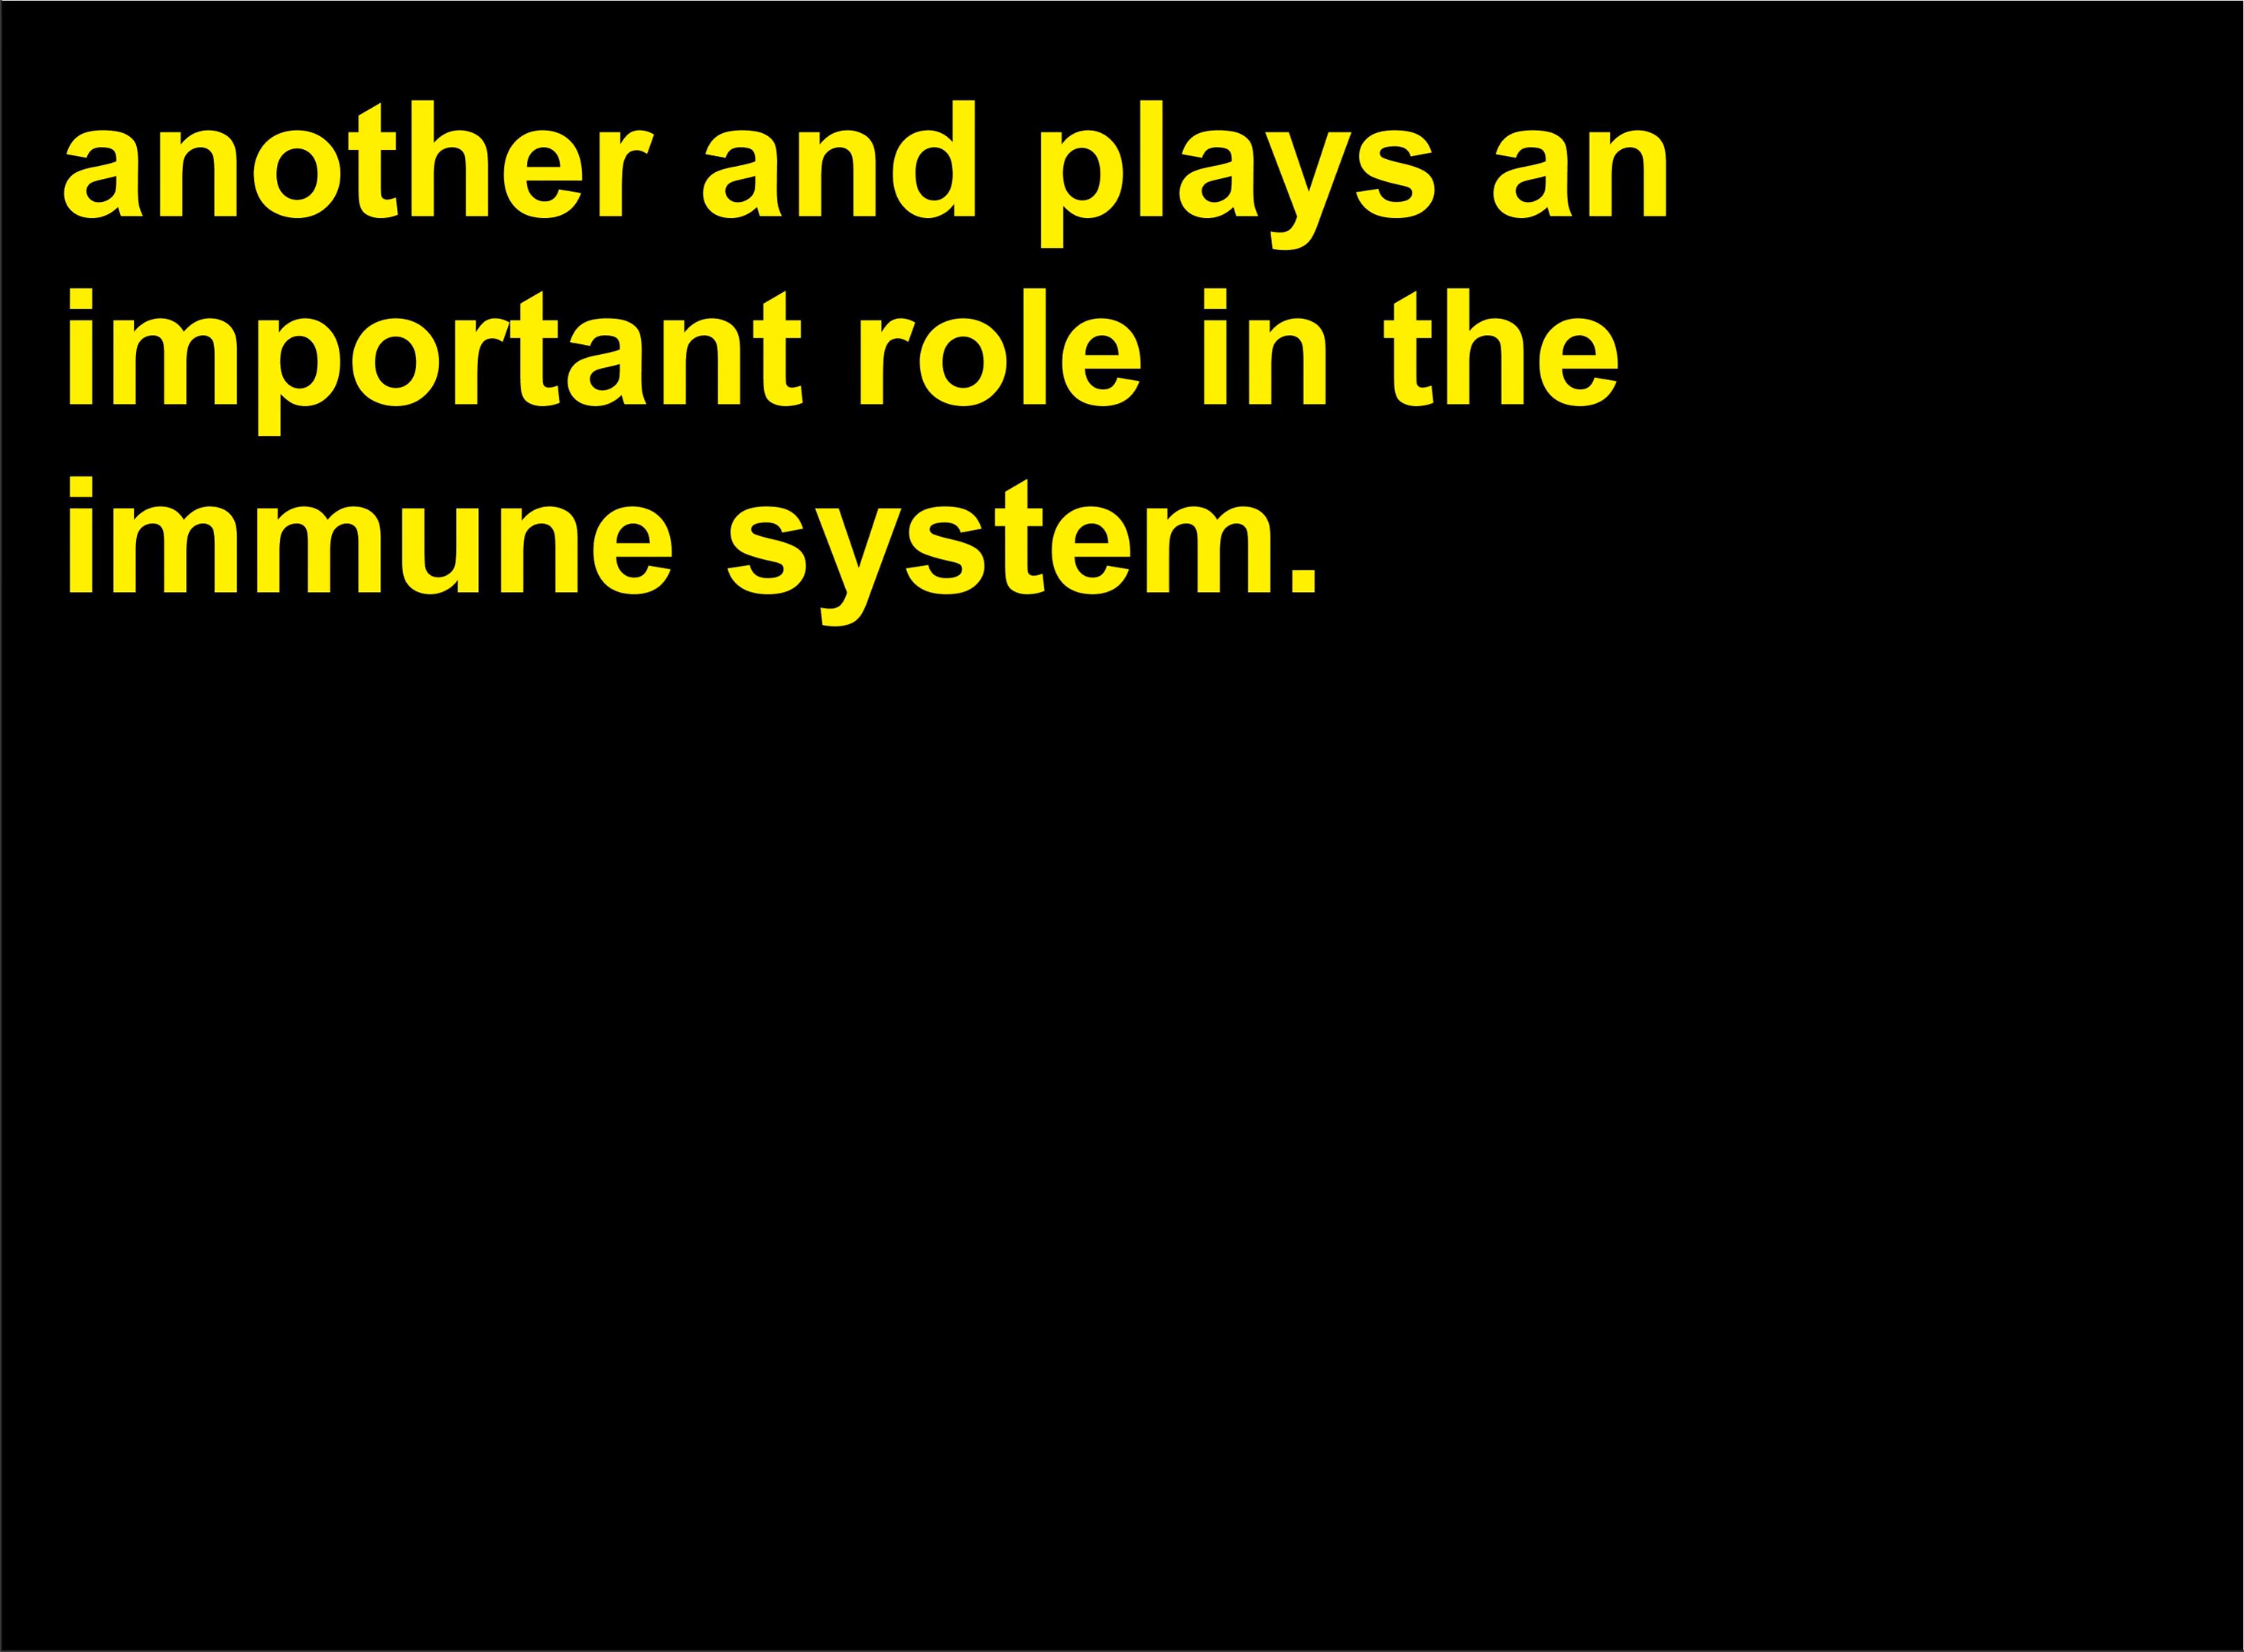 another and plays an
important role in the
immune system.